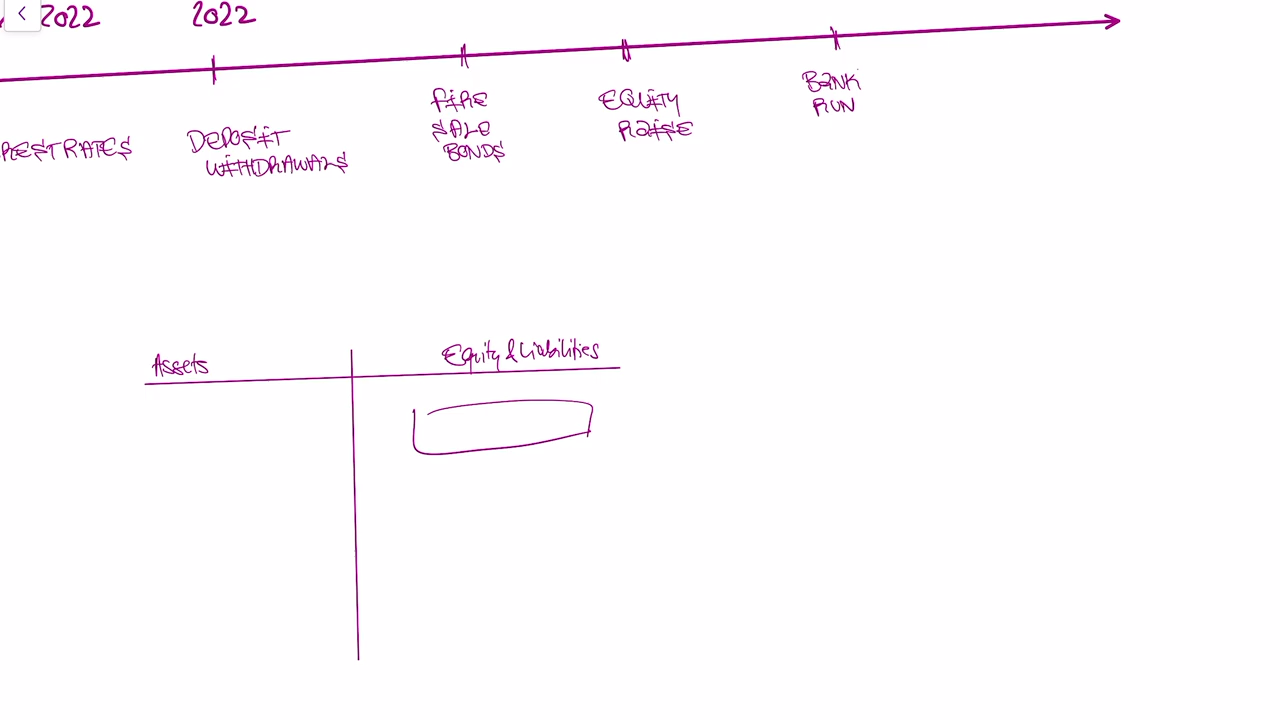 2022 2022
RESTRATES
DEPOSIT
WITHDRAWALS
FIRE
SALE
BONDS
EQUITY
RAISE
BANK
RUN
Assets Equity & Liabilities